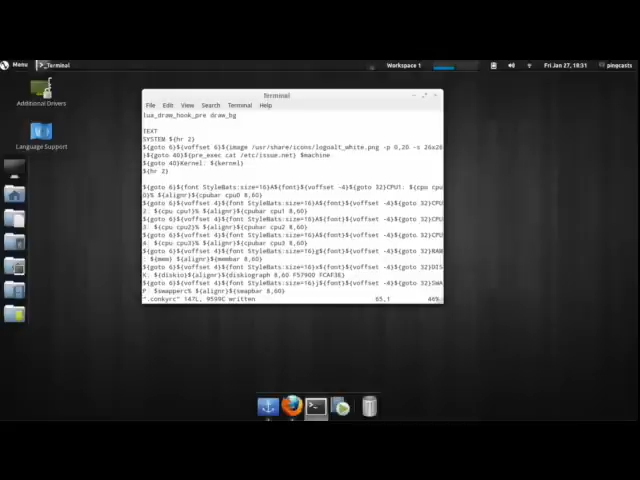 Menu
Terminal
Workspace 1
Fri Jan 27, 18:31
pingcasts
Additional Drivers
Language Support
Terminal
File Edit View Search Terminal Help
lua_draw_hook_pre draw_bg
TEXT
SYSTEM ${hr 2}
${goto 6}${voffset 4}${image /usr/share/icons/logoalt_white.png -p 0,20 -s 26x26
}${goto 40}${pre_exec cat /etc/issue.net} $machine
${goto 40}Kernel: ${kernel}
${hr 2}
${goto 6}${font StyleBats:size=16}A${font}${voffset -4}${goto 32}CPU1: ${cpu cpu
0}% ${alignr}${cpubar cpu0 8,60}
${goto 6}${voffset 4}${font StyleBats:size=16}A${font}${voffset -4}${goto 32}CPU
2: ${cpu cpu1}% ${alignr}${cpubar cpu1 8,60}
${goto 6}${voffset 4}${font StyleBats:size=16}A${font}${voffset -4}${goto 32}CPU
3: ${cpu cpu2}% ${alignr}${cpubar cpu2 8,60}
${goto 6}${voffset 4}${font StyleBats:size=16}A${font}${voffset -4}${goto 32}CPU
4: ${cpu cpu3}% ${alignr}${cpubar cpu3 8,60}
${goto 6}${voffset 4}${font StyleBats:size=16}g${font}${voffset -4}${goto 32}RAM
: ${mem} ${alignr}${membar 8,60}
${goto 6}${voffset 4}${font StyleBats:size=16}x${font}${voffset -4}${goto 32}DIS
K: ${diskio}${alignr}${diskiograph 8,60 F57900 FCAF3E}
${goto 6}${voffset 4}${font StyleBats:size=16}j${font}${voffset -4}${goto 32}SWA
P: $swapperc% ${alignr}${swapbar 8,60}
".conkyrc" 147L, 9599C written 65,1 46%